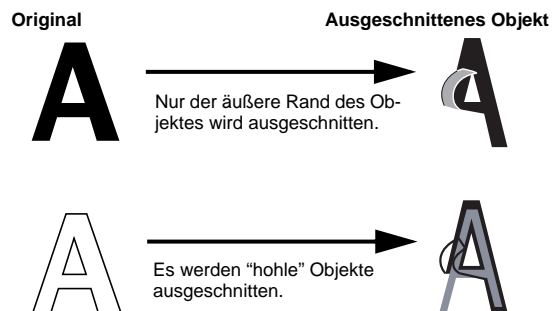 Original Ausgeschnittenes Objekt
A A
Nur der äußere Rand des Ob-
jektes wird ausgeschnitten.
A A
Es werden “hohle” Objekte
ausgeschnitten.